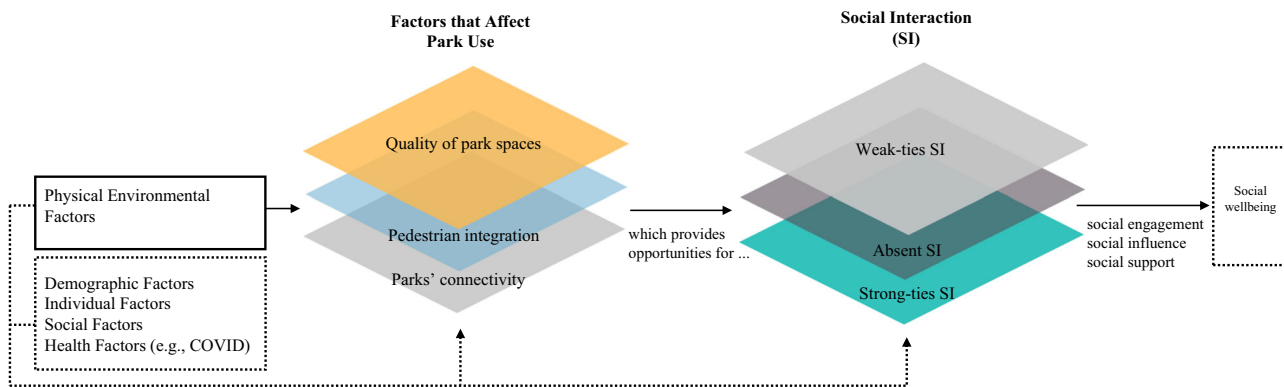 Factors that Affect
Park Use
Social Interaction
(SI)
Quality of park spaces
Pedestrian integration
Parks’ connectivity
Weak-ties SI
Absent SI
Strong-ties SI
Physical Environmental
Factors
Demographic Factors
Individual Factors
Social Factors
Health Factors (e.g., COVID)
which provides
opportunities for ...
social engagement
social influence
social support
Social
wellbeing